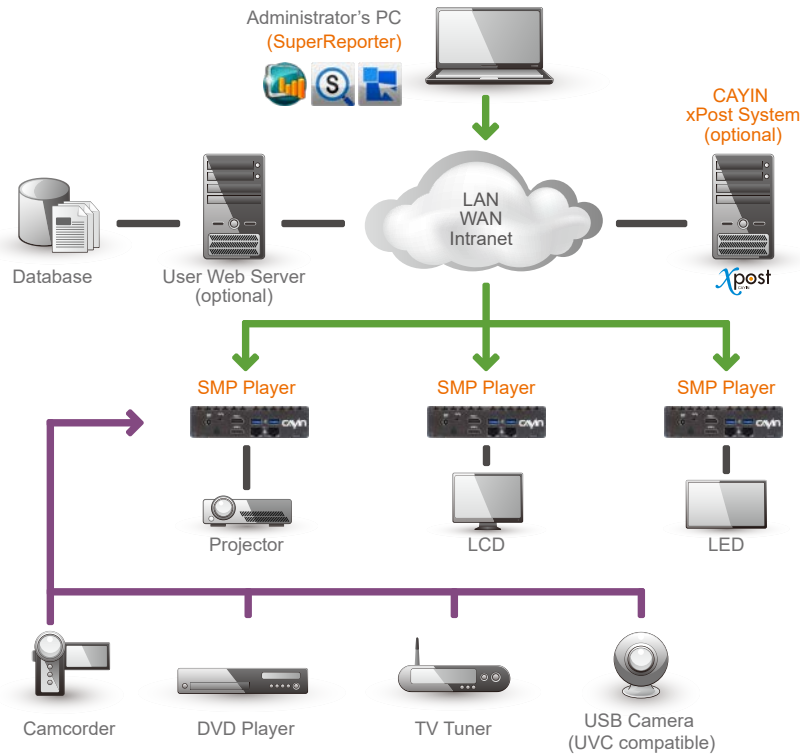 Administrator's PC
(SuperReporter)
S
CAYIN
xPost System
(optional)
LAN
WAN
Intranet
Database
User Web Server
(optional)
Xpost
CAYIN
SMP Player
SMP Player
SMP Player
CAYIN
CAYIN
CAYIN
Projector
LCD
LED
Camcorder
DVD Player
TV Tuner
USB Camera
(UVC compatible)